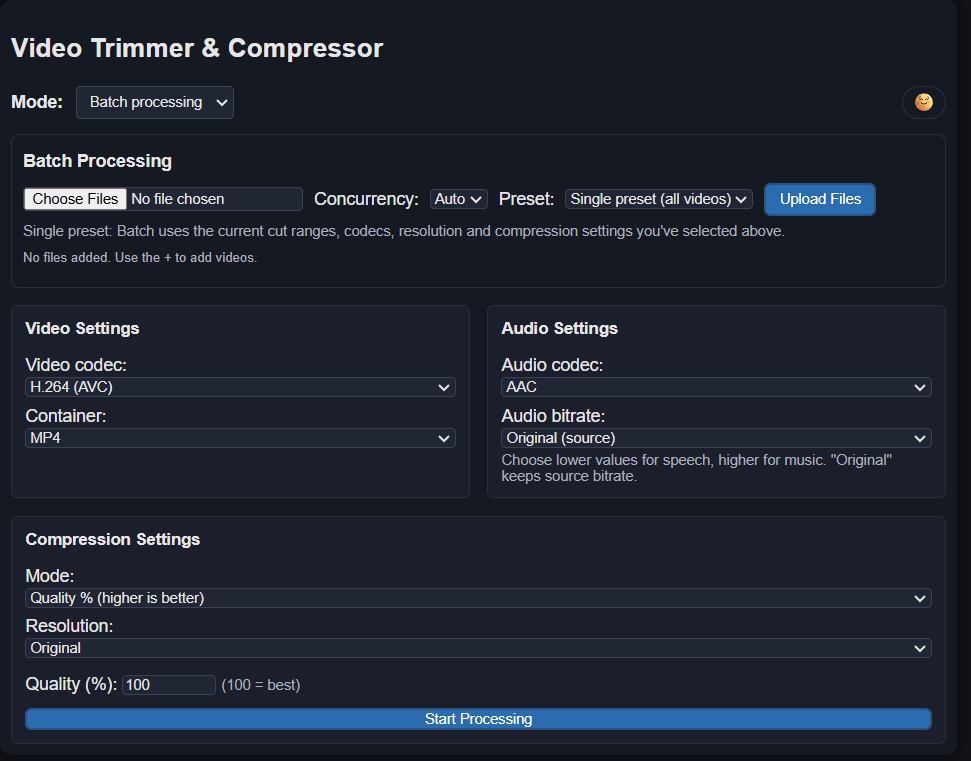 Video Trimmer & Compressor
Mode: Batch processing
Batch Processing
Choose Files No file chosen Concurrency: Auto Preset: Single preset (all videos) Upload Files
Single preset: Batch uses the current cut ranges, codecs, resolution and compression settings you've selected above.
No files added. Use the + to add videos.
Video Settings
Video codec:
H.264 (AVC)
Container:
MP4
Audio Settings
Audio codec:
AAC
Audio bitrate:
Original (source)
Choose lower values for speech, higher for music. "Original"
keeps source bitrate.
Compression Settings
Mode:
Quality % (higher is better)
Resolution:
Original
Quality (%): 100 (100 = best)
Start Processing